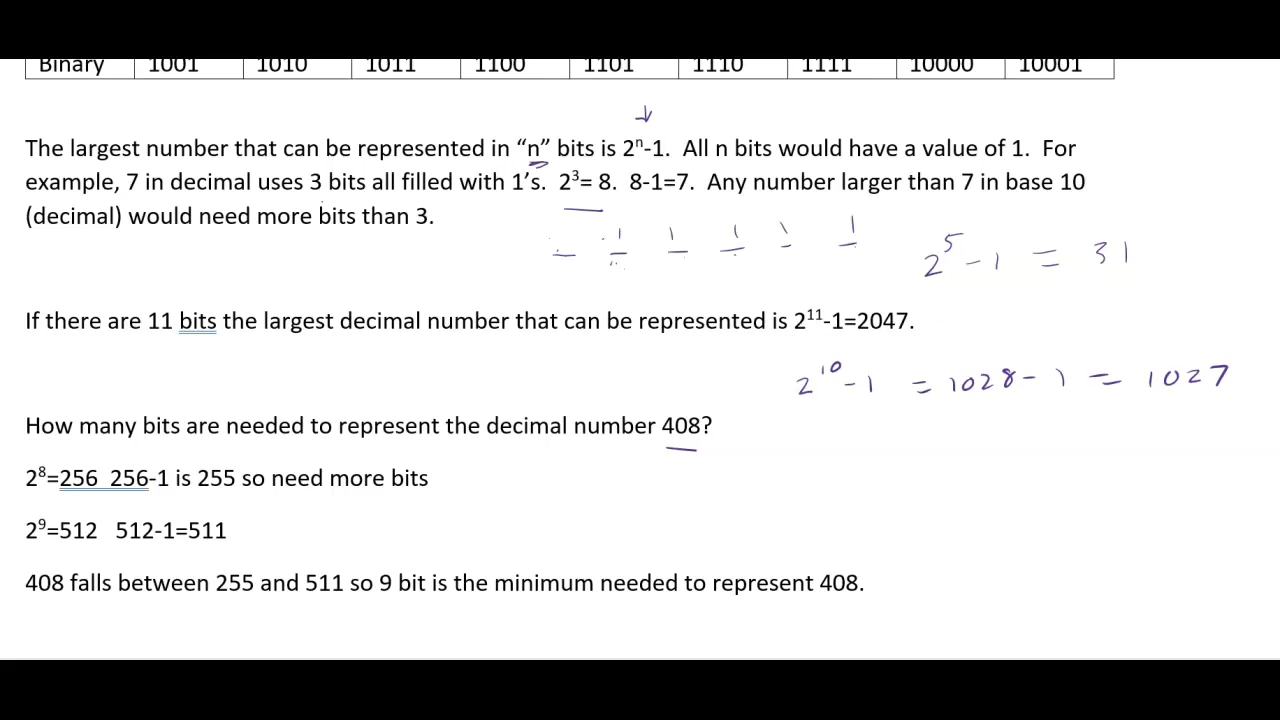 Binary 1001 1010 1011 1100 1101 1110 1111 10000 10001
The largest number that can be represented in “n” bits is 2ⁿ-1. All n bits would have a value of 1. For
example, 7 in decimal uses 3 bits all filled with 1’s. 2³= 8. 8-1=7. Any number larger than 7 in base 10
(decimal) would need more bits than 3.
1 1 1 1 1
2⁵ - 1 = 31
If there are 11 bits the largest decimal number that can be represented is 2¹¹-1=2047.
2¹⁰ - 1 = 1028 - 1 = 1027
How many bits are needed to represent the decimal number 408?
2⁸=256 256-1 is 255 so need more bits
2⁹=512 512-1=511
408 falls between 255 and 511 so 9 bit is the minimum needed to represent 408.